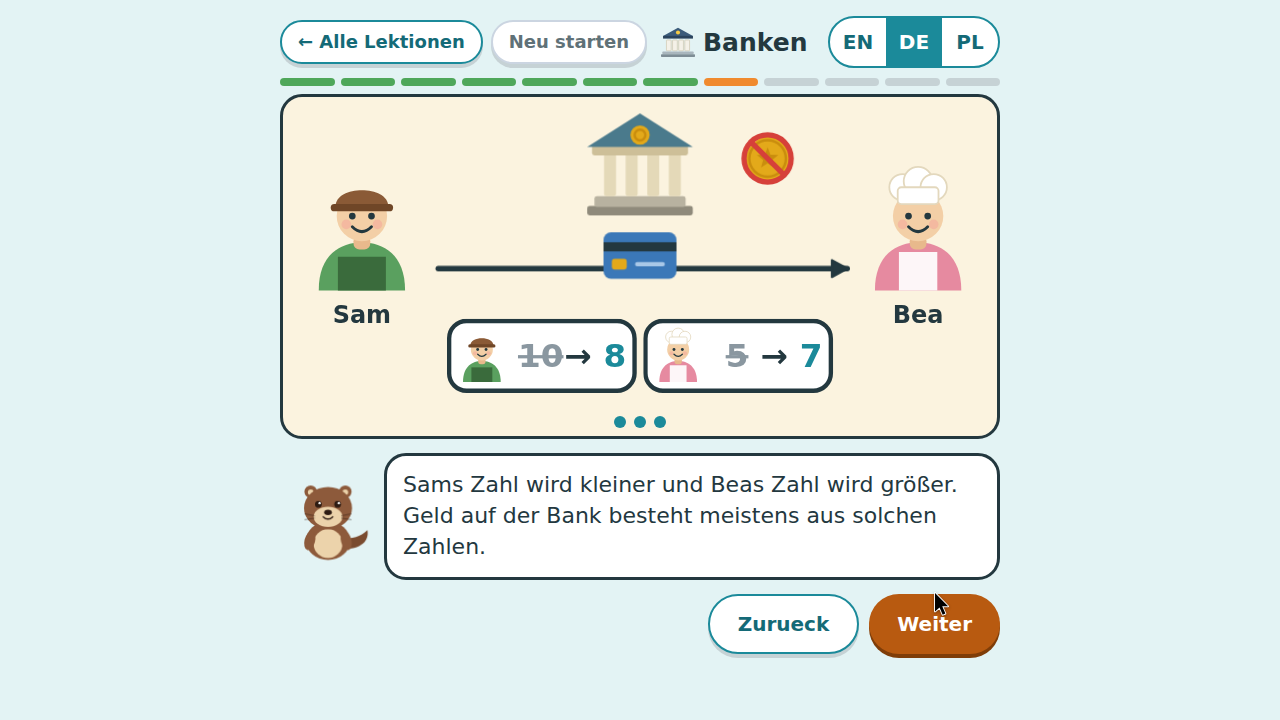 ← Alle Lektionen
Neu starten
Banken
EN
DE
PL
Sam
Bea
10 → 8
5 → 7
Sams Zahl wird kleiner und Beas Zahl wird größer.
Geld auf der Bank besteht meistens aus solchen
Zahlen.
Zurueck
Weiter